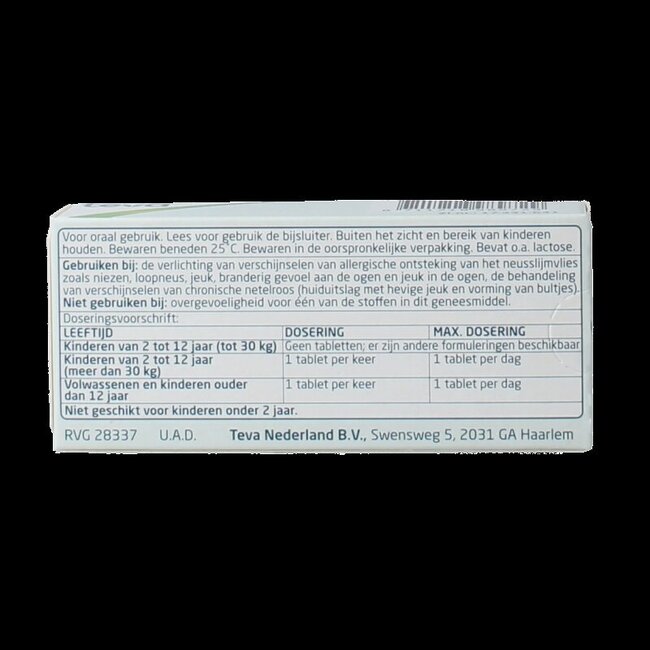 teva
Voor oraal gebruik. Lees voor gebruik de bijsluiter. Buiten het zicht en bereik van kinderen
houden. Bewaren beneden 25°C. Bewaren in de oorspronkelijke verpakking. Bevat o.a. lactose.
Gebruiken bij: de verlichting van verschijnselen van allergische ontsteking van het neusslijmvlies
zoals niezen, loopneus, jeuk, branderig gevoel aan de ogen en jeuk in de ogen, de behandeling
van verschijnselen van chronische netelroos (huiduitslag met hevige jeuk en vorming van bultjes).
Niet gebruiken bij: overgevoeligheid voor één van de stoffen in dit geneesmiddel.
Doseringsvoorschrift:
LEEFTIJD DOSERING MAX. DOSERING
Kinderen van 2 tot 12 jaar (tot 30 kg) Geen tabletten; er zijn andere formuleringen beschikbaar
Kinderen van 2 tot 12 jaar 1 tablet per keer 1 tablet per dag
(meer dan 30 kg)
Volwassenen en kinderen ouder 1 tablet per keer 1 tablet per dag
dan 12 jaar
Niet geschikt voor kinderen onder 2 jaar.
RVG 28337 U.A.D. Teva Nederland B.V., Swensweg 5, 2031 GA Haarlem